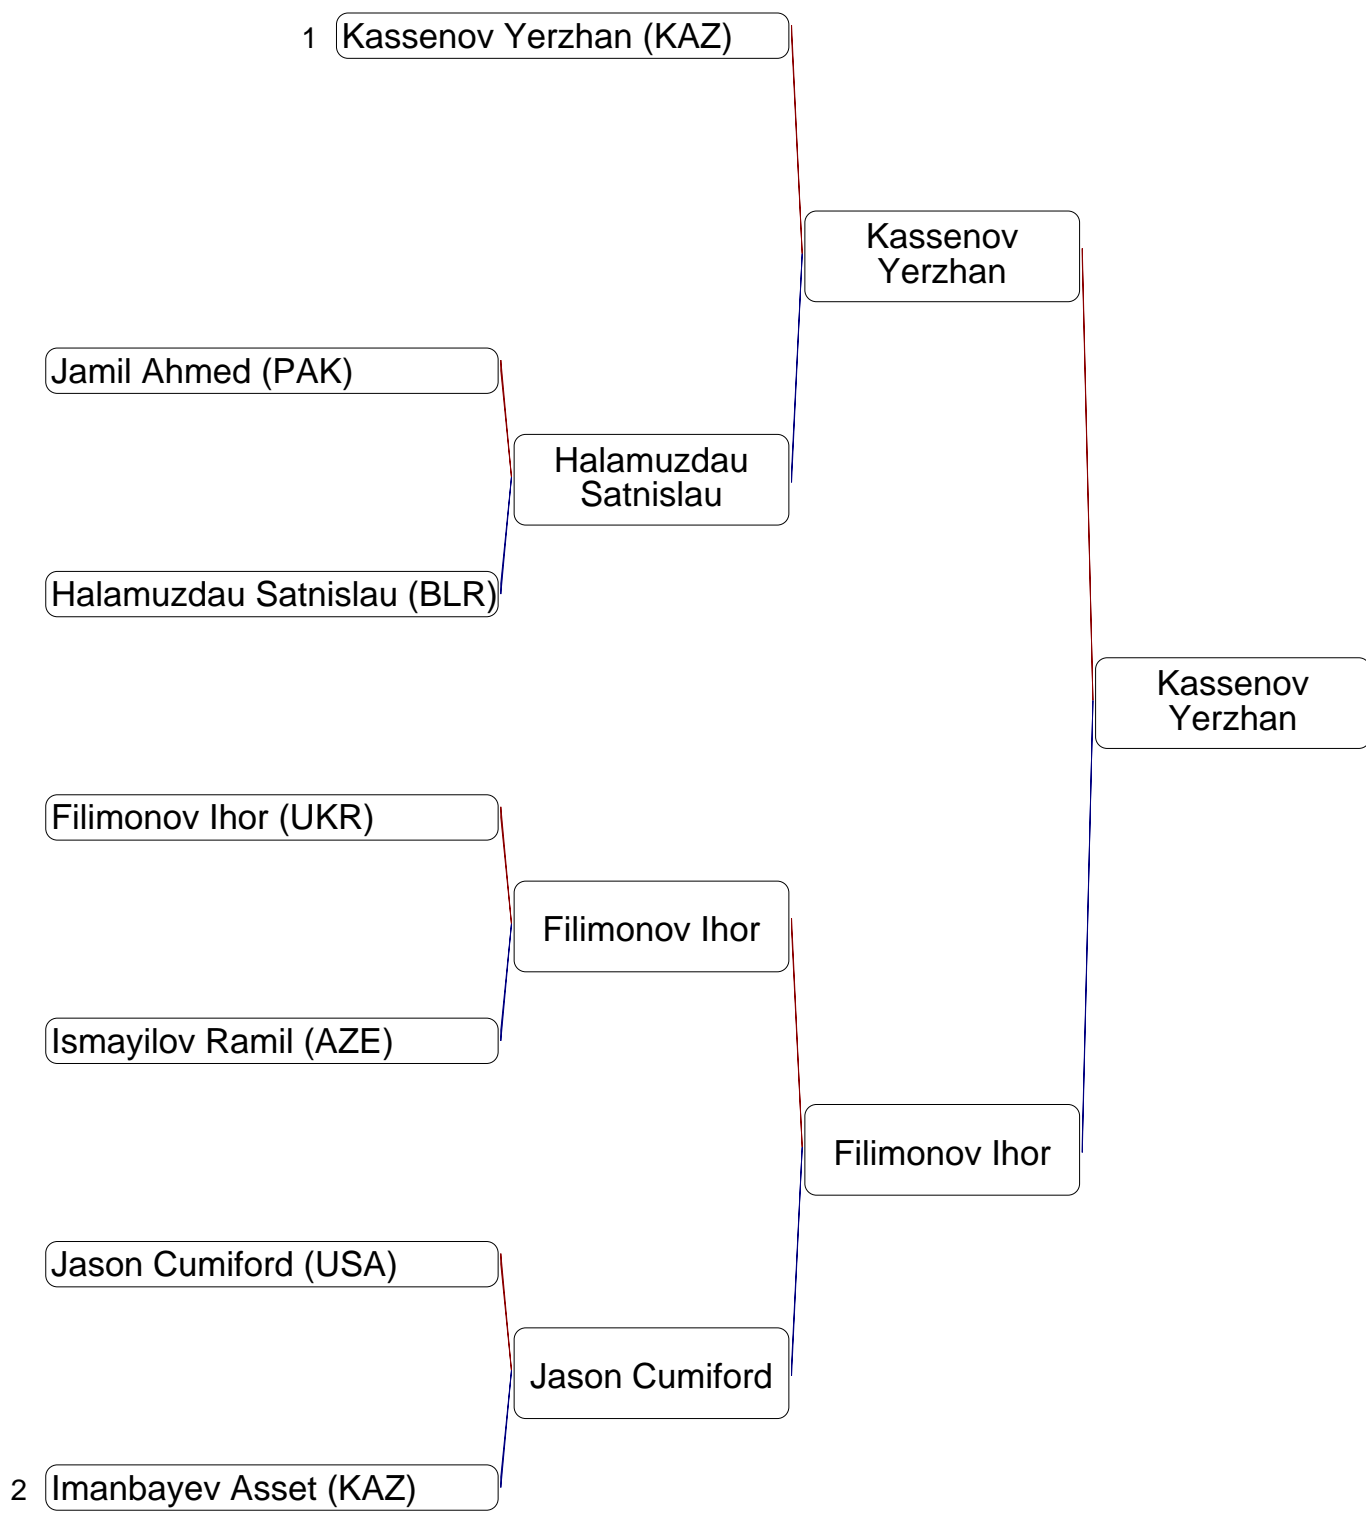 1 Kassenov Yerzhan (KAZ)
Kassenov
Yerzhan
Jamil Ahmed (PAK)
Halamuzdau
Satnislau
Halamuzdau Satnislau (BLR)
Kassenov
Yerzhan
Filimonov Ihor (UKR)
Filimonov Ihor
Ismayilov Ramil (AZE)
Filimonov Ihor
Jason Cumiford (USA)
Jason Cumiford
2 Imanbayev Asset (KAZ)